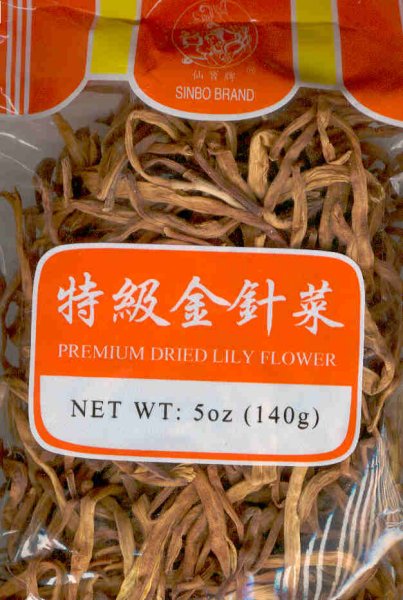 仙寶牌 ®
SINBO BRAND
特級金針菜
PREMIUM DRIED LILY FLOWER
NET WT: 5oz (140g)